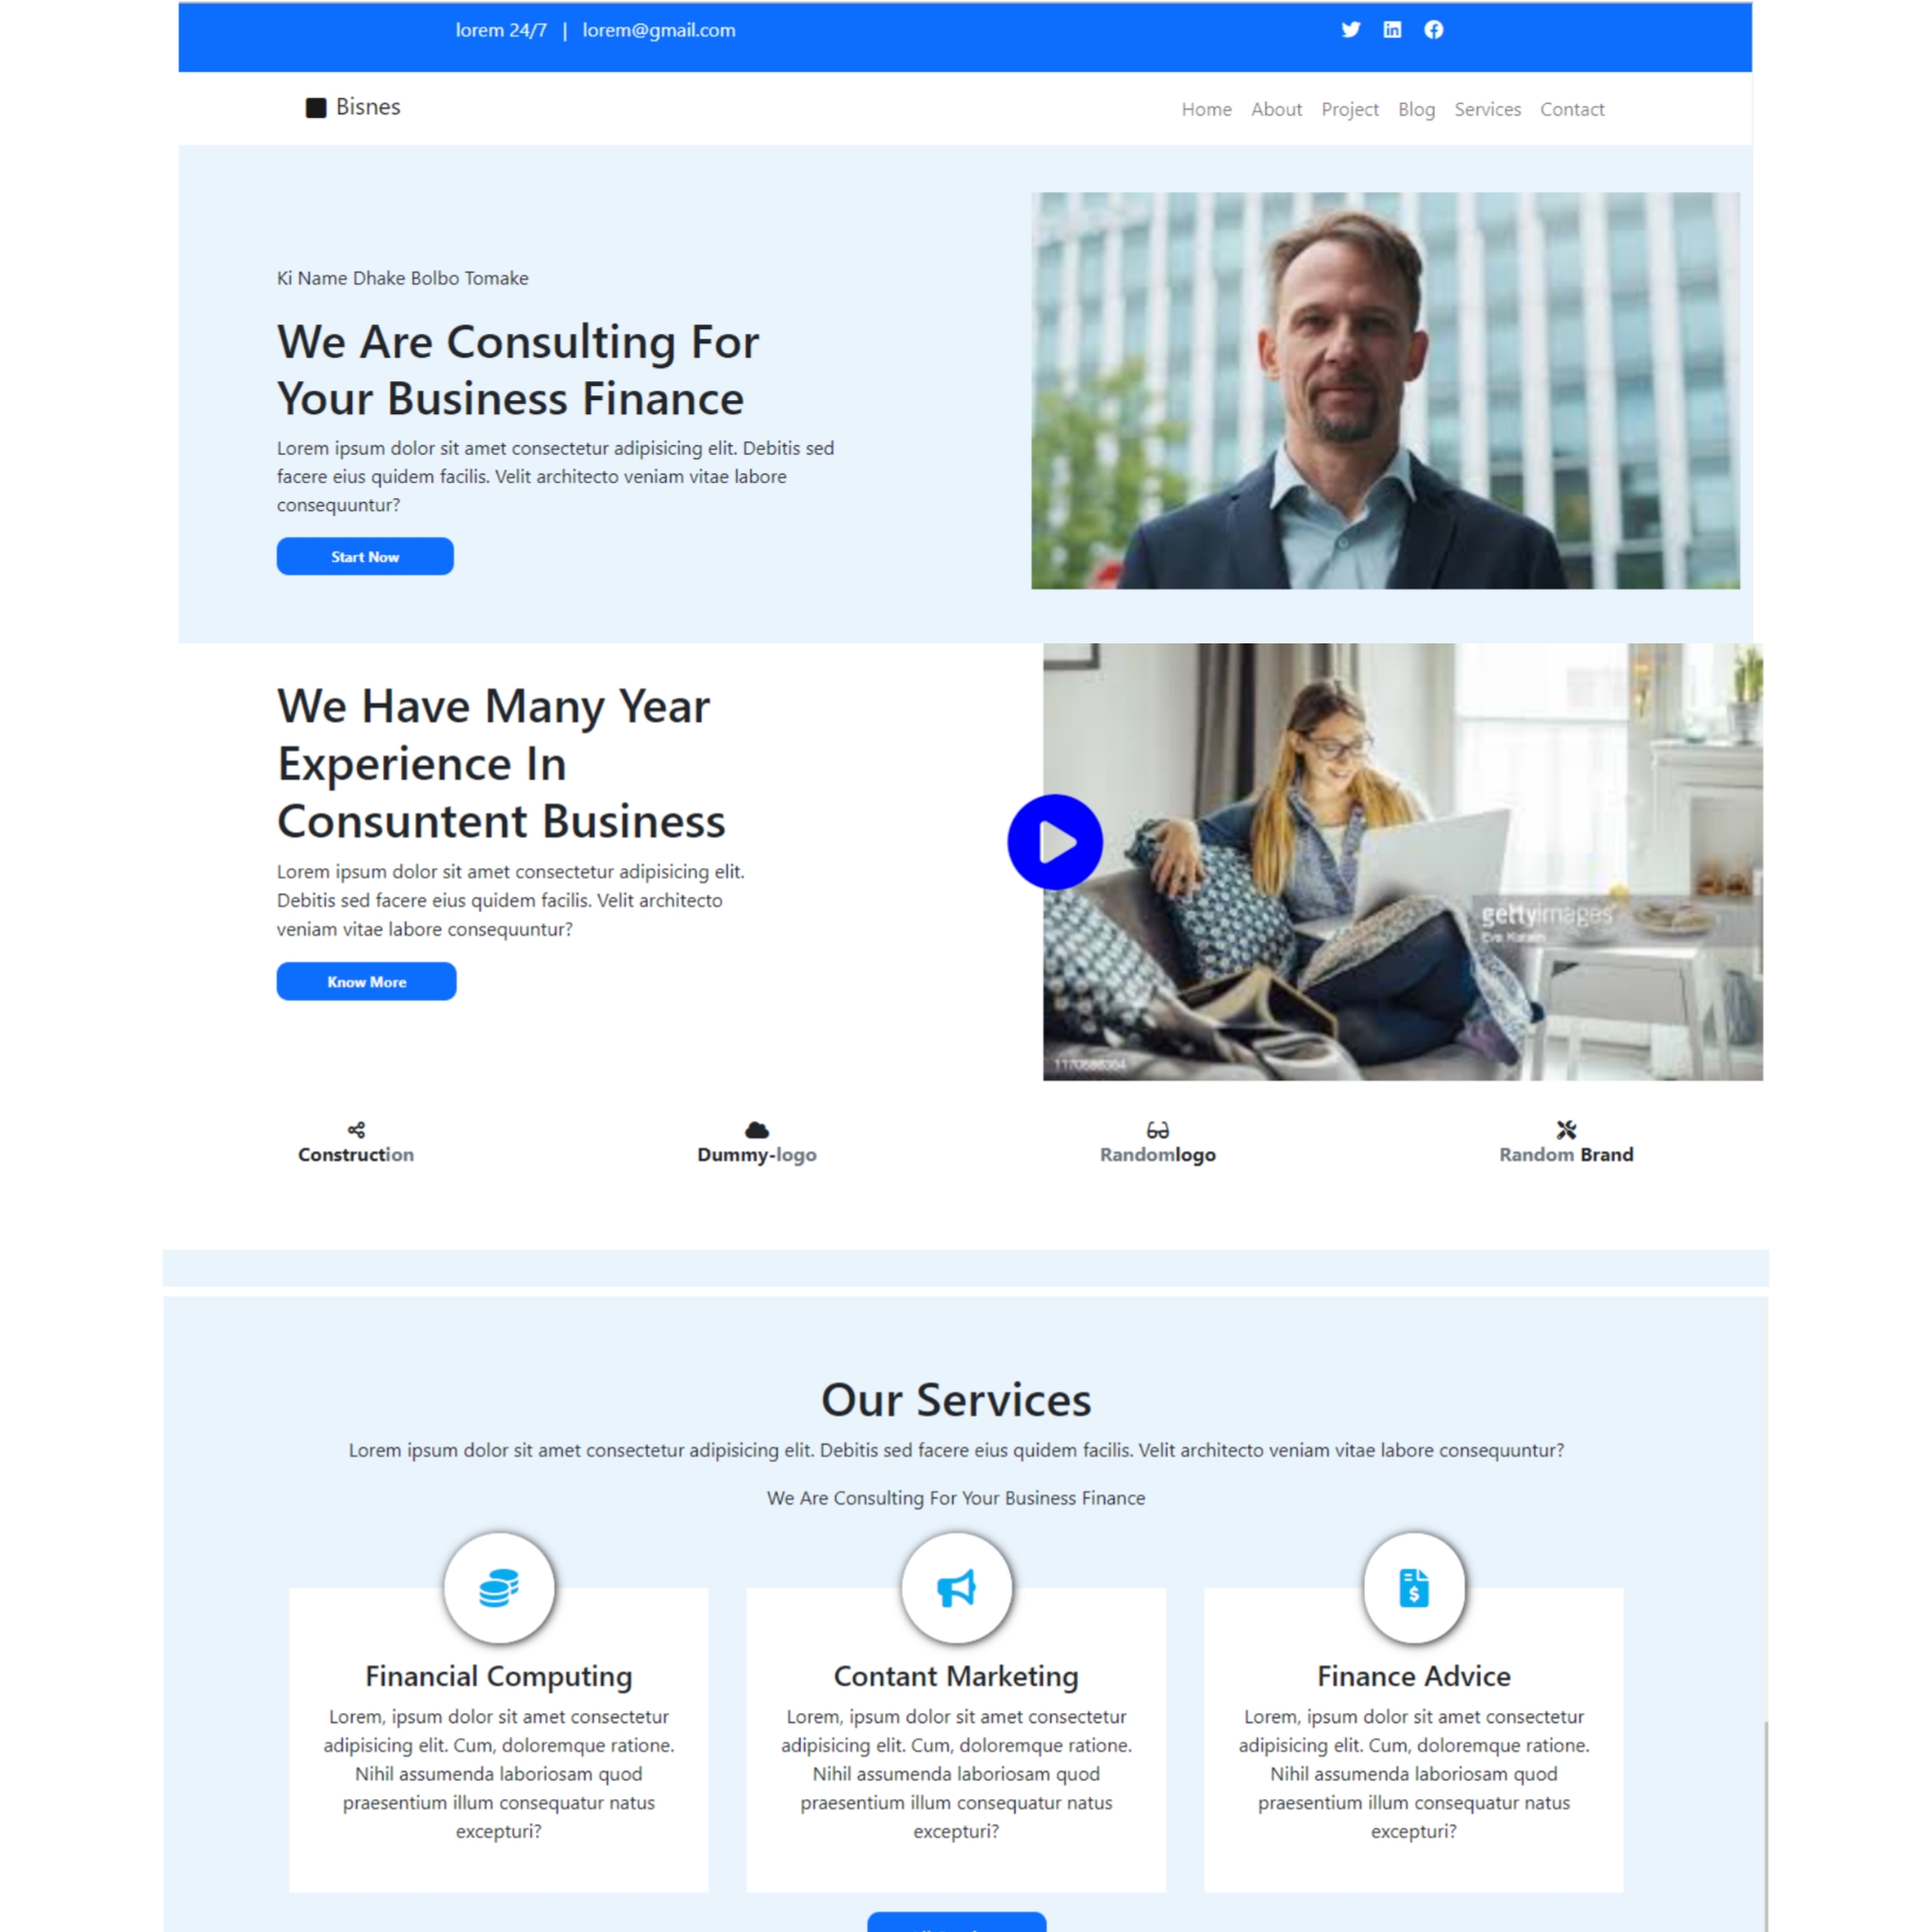 lorem 24/7 | lorem@gmail.com
Bisnes
Home About Project Blog Services Contact
Ki Name Dhake Bolbo Tomake
We Are Consulting For
Your Business Finance
Lorem ipsum dolor sit amet consectetur adipisicing elit. Debitis sed
facere eius quidem facilis. Velit architecto veniam vitae labore
consequuntur?
Start Now
We Have Many Year
Experience In
Consuntent Business
Lorem ipsum dolor sit amet consectetur adipisicing elit.
Debitis sed facere eius quidem facilis. Velit architecto
veniam vitae labore consequuntur?
Know More
gettyimages
Construction
Dummy-logo
Randomlogo
Random Brand
Our Services
Lorem ipsum dolor sit amet consectetur adipisicing elit. Debitis sed facere eius quidem facilis. Velit architecto veniam vitae labore consequuntur?
We Are Consulting For Your Business Finance
Financial Computing
Lorem, ipsum dolor sit amet consectetur
adipisicing elit. Cum, doloremque ratione.
Nihil assumenda laboriosam quod
praesentium illum consequatur natus
excepturi?
Contant Marketing
Lorem, ipsum dolor sit amet consectetur
adipisicing elit. Cum, doloremque ratione.
Nihil assumenda laboriosam quod
praesentium illum consequatur natus
excepturi?
Finance Advice
Lorem, ipsum dolor sit amet consectetur
adipisicing elit. Cum, doloremque ratione.
Nihil assumenda laboriosam quod
praesentium illum consequatur natus
excepturi?